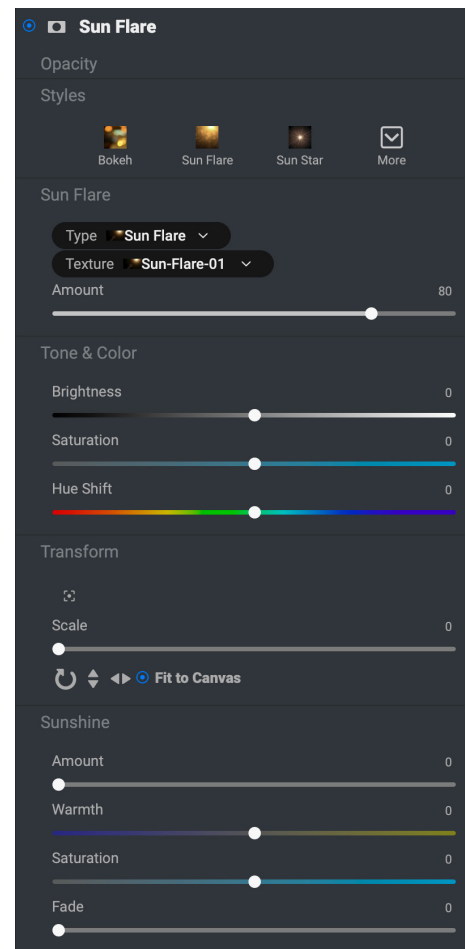 Sun Flare
Opacity
Styles
Bokeh Sun Flare Sun Star More
Sun Flare
Type Sun Flare
Texture Sun-Flare-01
Amount 80
Tone & Color
Brightness 0
Saturation 0
Hue Shift 0
Transform
Scale 0
Fit to Canvas
Sunshine
Amount 0
Warmth 0
Saturation 0
Fade 0